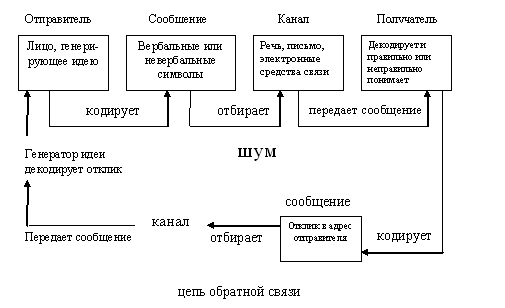 Отправитель Сообщение Канал Получатель
Лицо, генери-
рующее идею
Вербальные или
невербальные
символы
Речь, письмо,
электронные
средства связи
Декодирует и
правильно или
неправильно
понимает
кодирует отбирает передает сообщение
шум
Генератор идеи
декодирует отклик
сообщение
Отклик в адрес
отправителя
Передает сообщение канал отбирает кодирует
цепь обратной связи